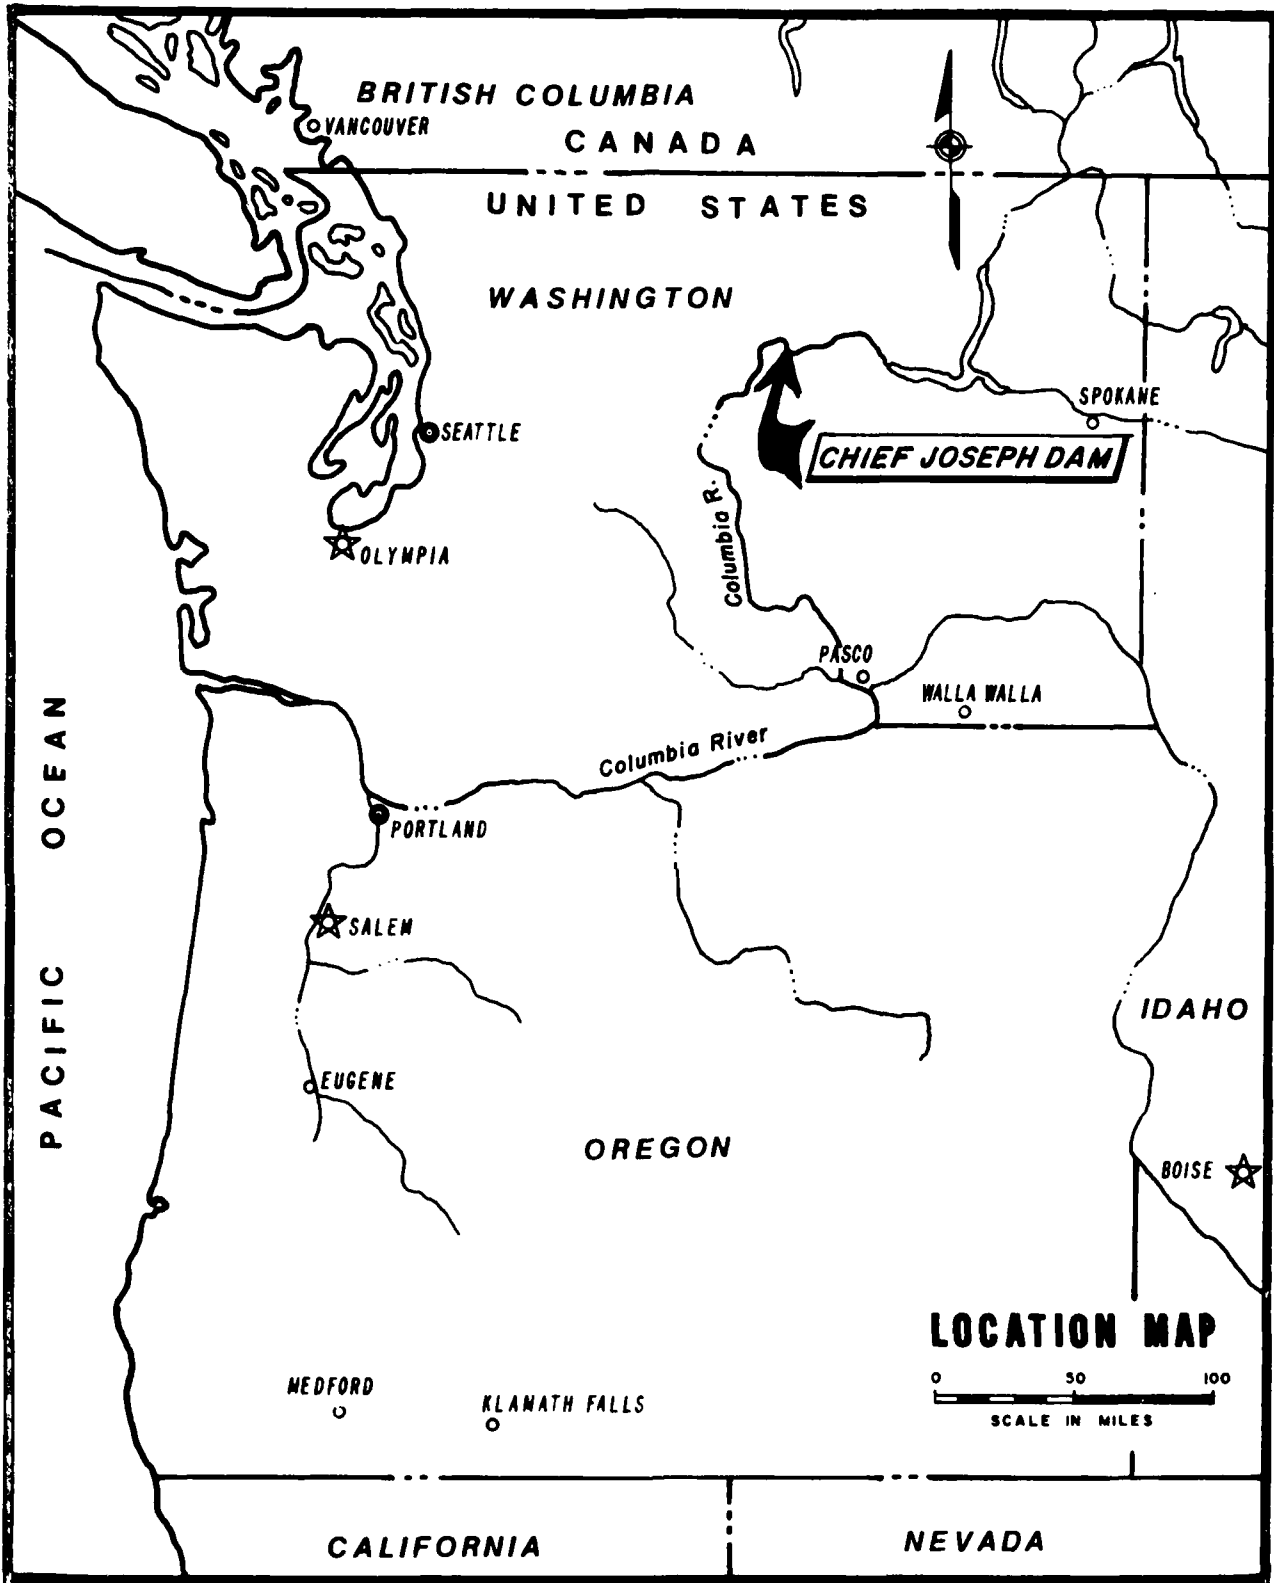 BRITISH COLUMBIA
VANCOUVER
CANADA
UNITED STATES
WASHINGTON
SPOKANE
SEATTLE
CHIEF JOSEPH DAM
Columbia R.
OLYMPIA
PASCO
WALLA WALLA
Columbia River
PORTLAND
PACIFIC OCEAN
SALEM
IDAHO
EUGENE
OREGON
BOISE
LOCATION MAP
0 50 100
SCALE IN MILES
MEDFORD
KLAMATH FALLS
CALIFORNIA
NEVADA